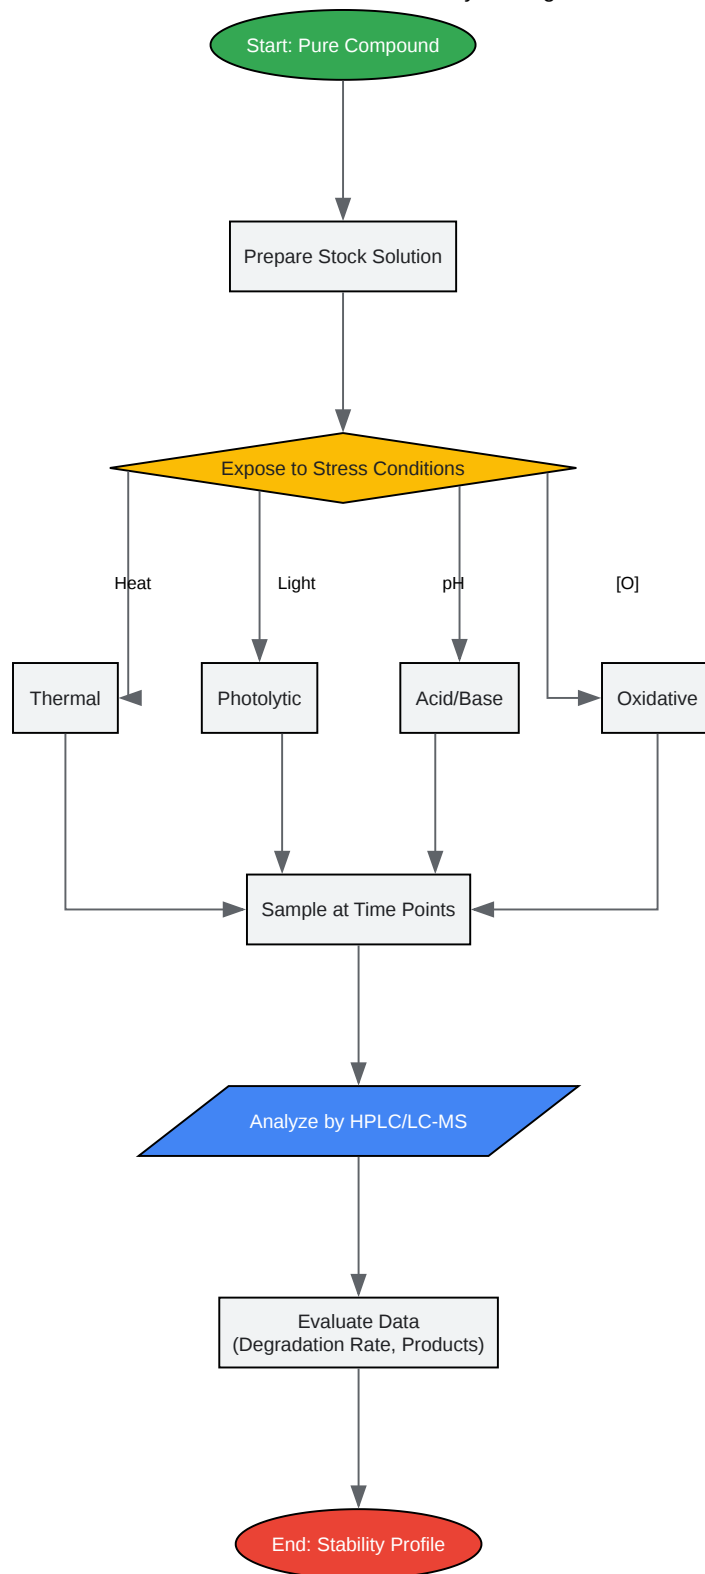 Start: Pure Compound
Prepare Stock Solution
Expose to Stress Conditions
Heat
Light
pH
[O]
Thermal
Photolytic
Acid/Base
Oxidative
Sample at Time Points
Analyze by HPLC/LC-MS
Evaluate Data
(Degradation Rate, Products)
End: Stability Profile